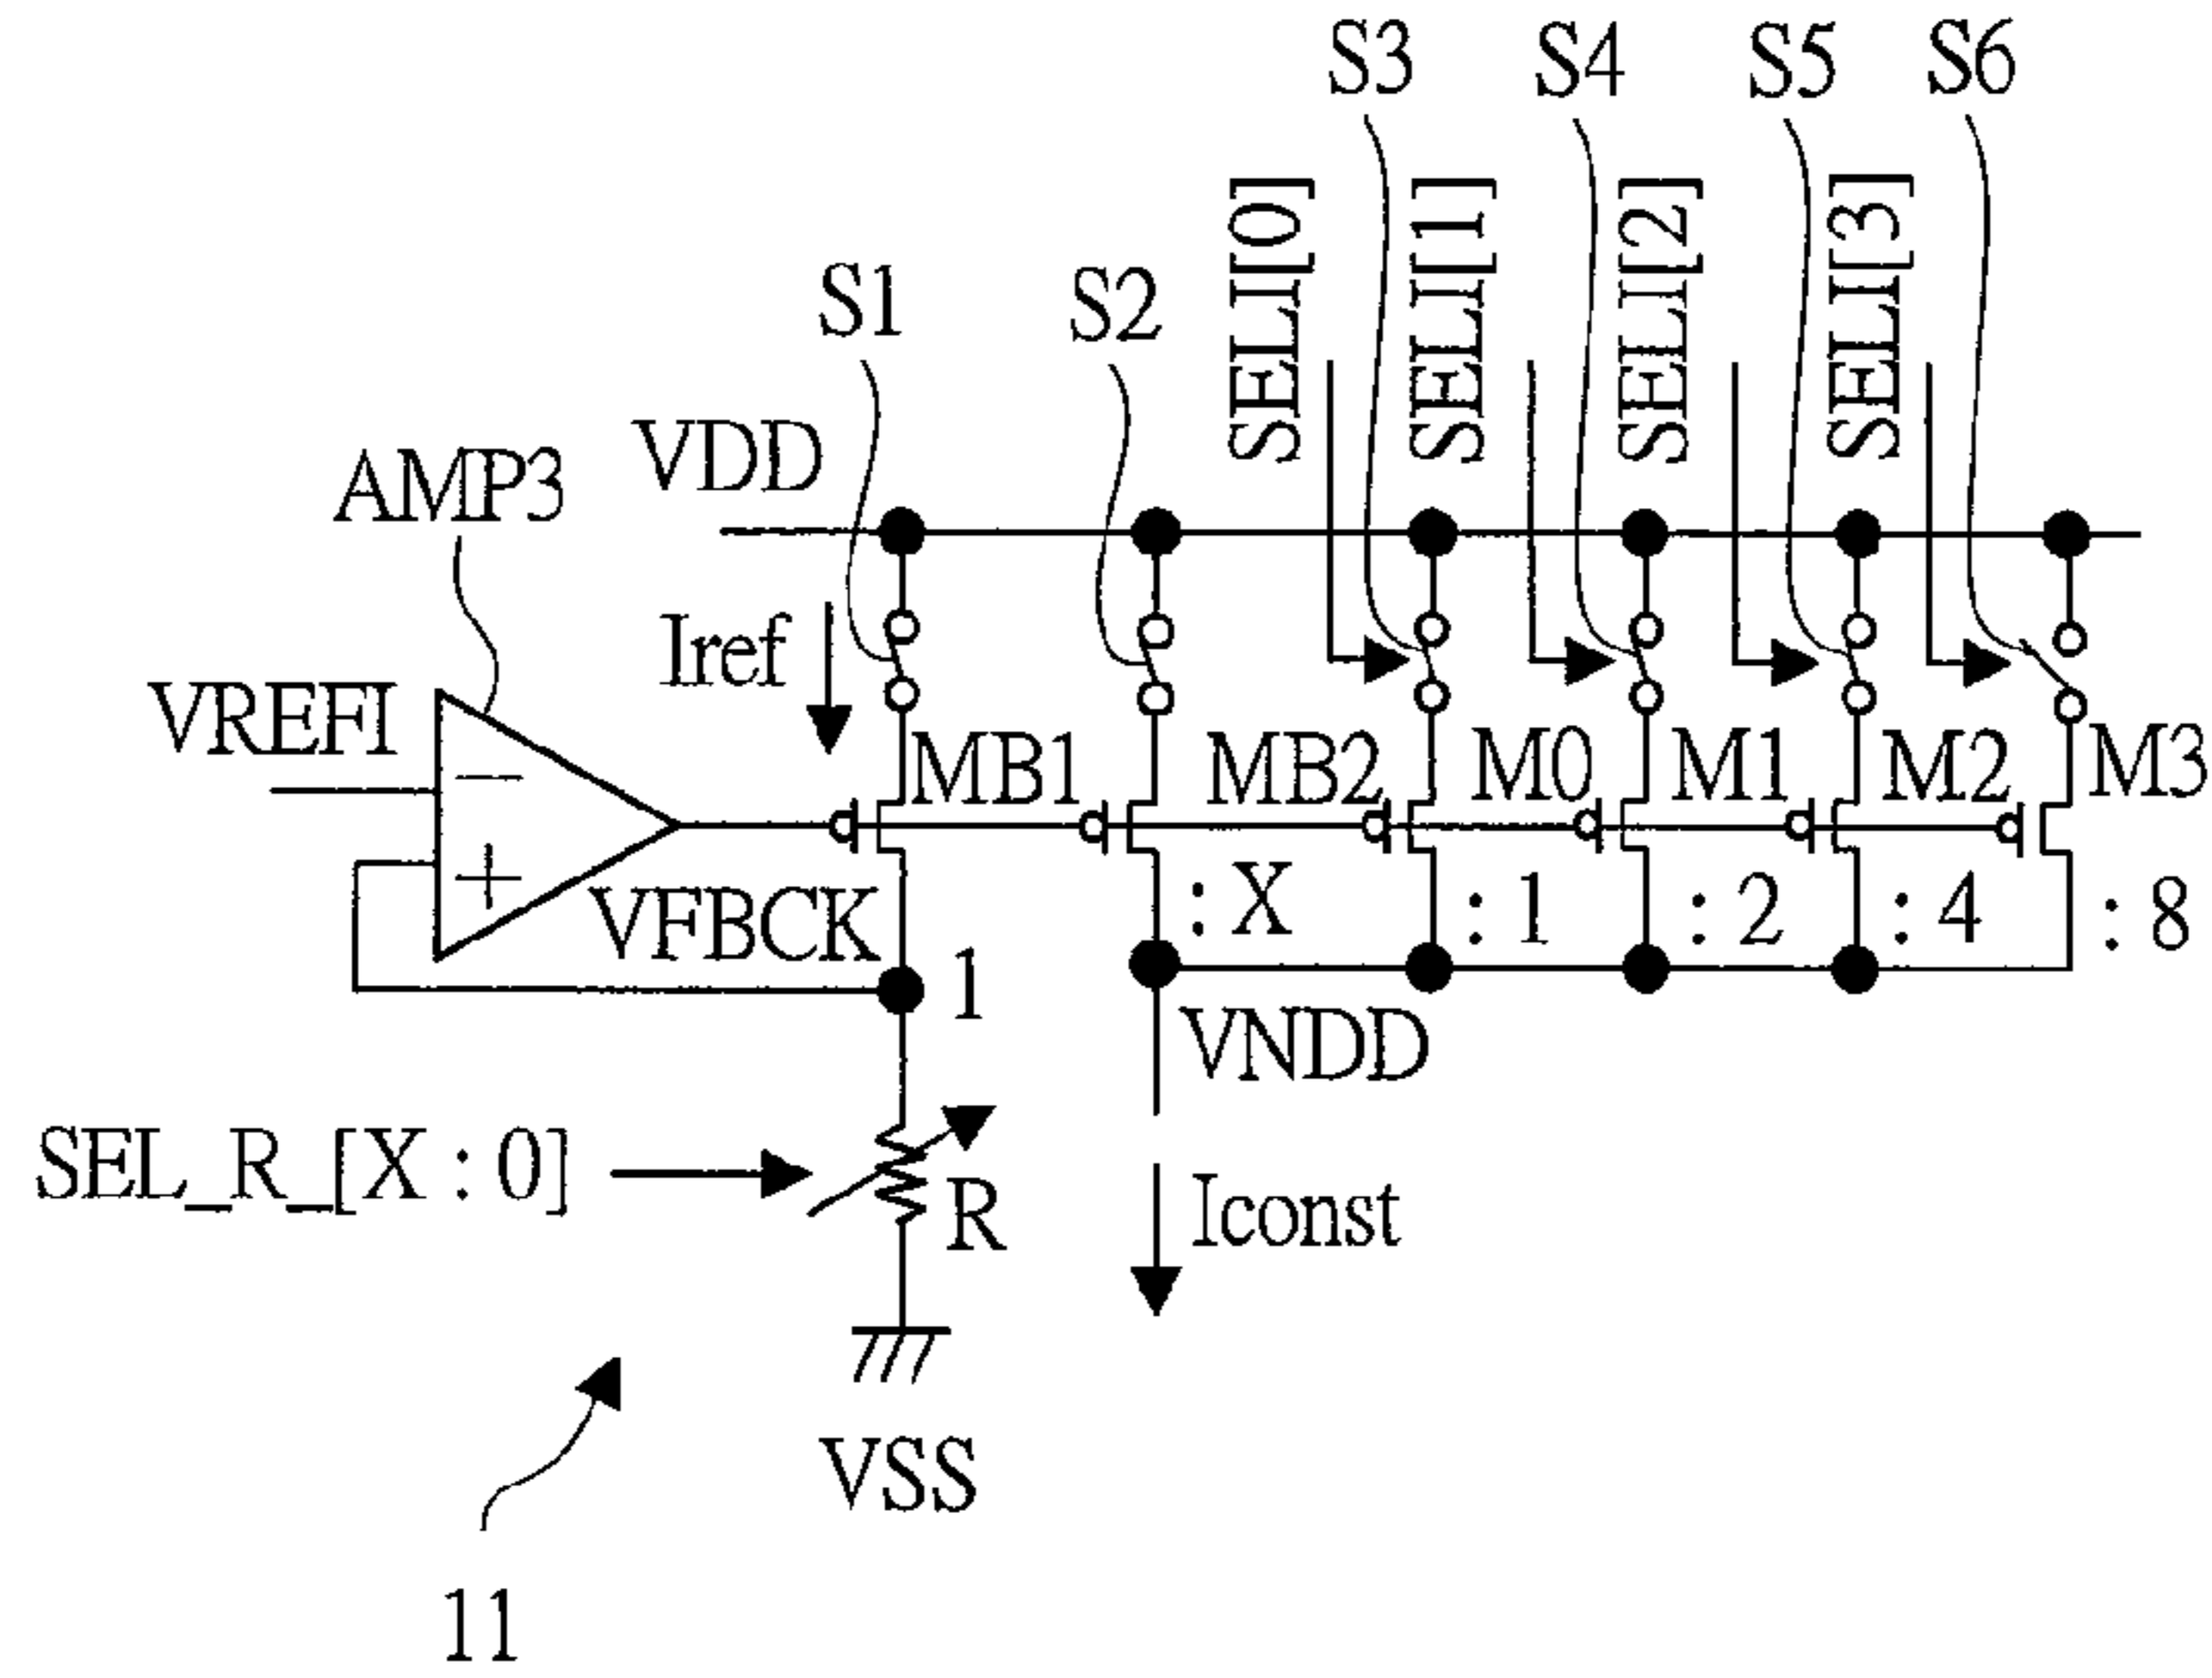 S3 S4 S5 S6
SELI[0] SELI[1] SELI[2] SELI[3]
S1 S2
VDD
AMP3
Iref
VREFI
MB1 MB2 M0 M1 M2 M3
−
+
VFBCK
: X : 1 : 2 : 4 : 8
1
VNDD
SEL_R_[X : 0]
R
Iconst
VSS
11